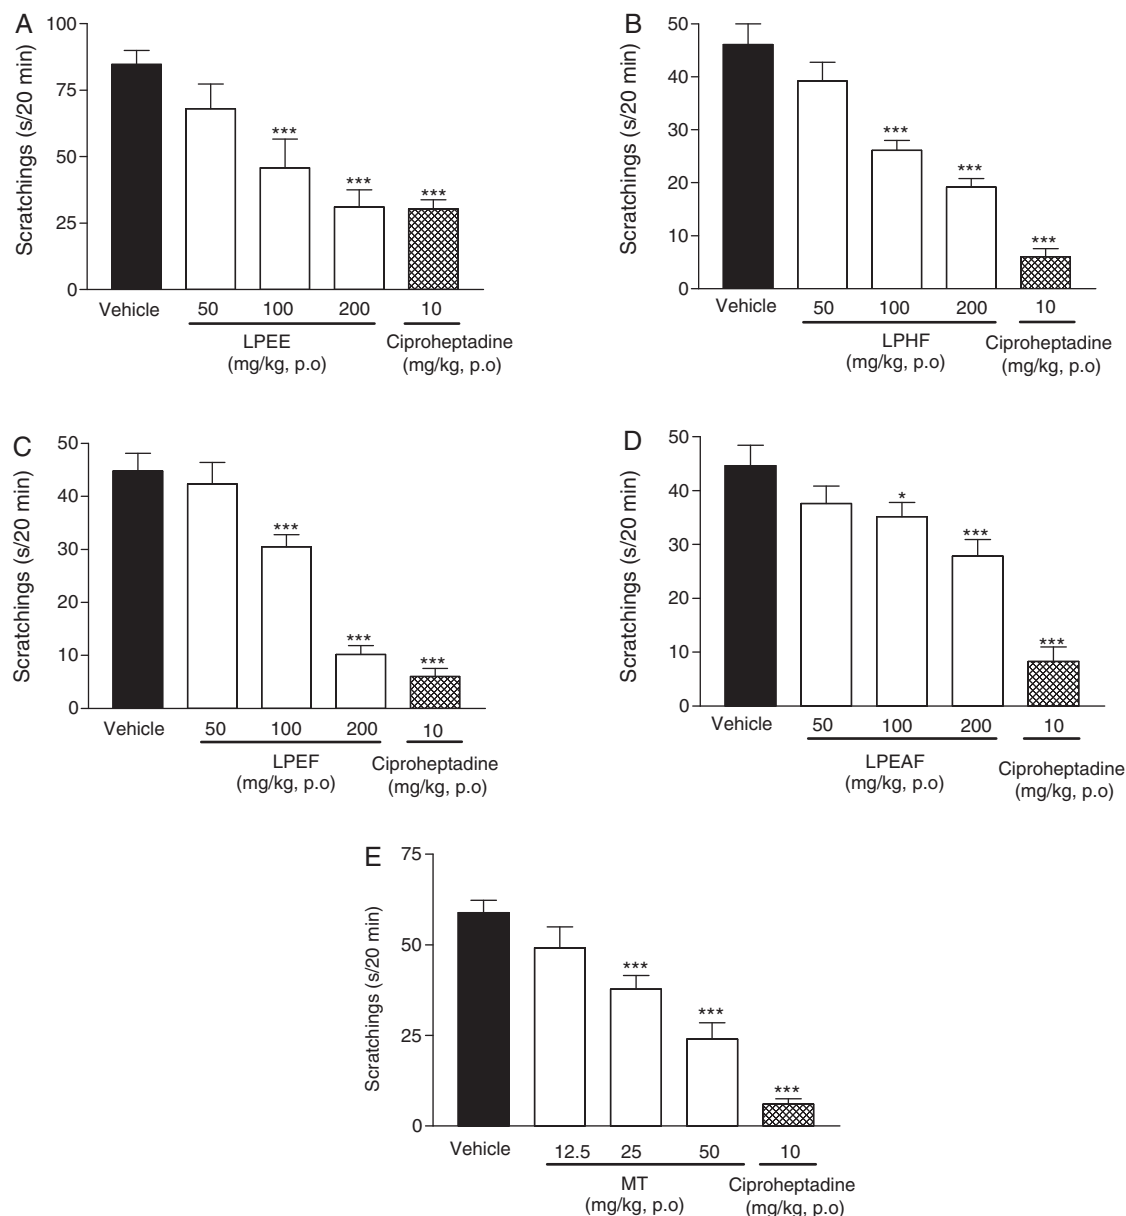 A
Scratchings (s/20 min)
100
75
50
25
0
***
***
***
Vehicle
50
100
200
10
LPEE
(mg/kg, p.o)
Ciproheptadine
(mg/kg, p.o)
B
Scratchings (s/20 min)
50
40
30
20
10
0
***
***
***
50
100
200
10
Vehicle
LPHF
(mg/kg, p.o)
Ciproheptadine
(mg/kg, p.o)
C
Scratchings (s/20 min)
50
40
30
20
10
0
***
***
***
Vehicle
50
100
200
10
LPEF
(mg/kg, p.o)
Ciproheptadine
(mg/kg, p.o)
D
Scratchings (s/20 min)
50
40
30
20
10
0
*
***
***
Vehicle
50
100
200
10
LPEAF
(mg/kg, p.o)
Ciproheptadine
(mg/kg, p.o)
E
Scratchings (s/20 min)
75
50
25
0
***
***
***
Vehicle
12.5
25
50
10
MT
(mg/kg, p.o)
Ciproheptadine
(mg/kg, p.o)